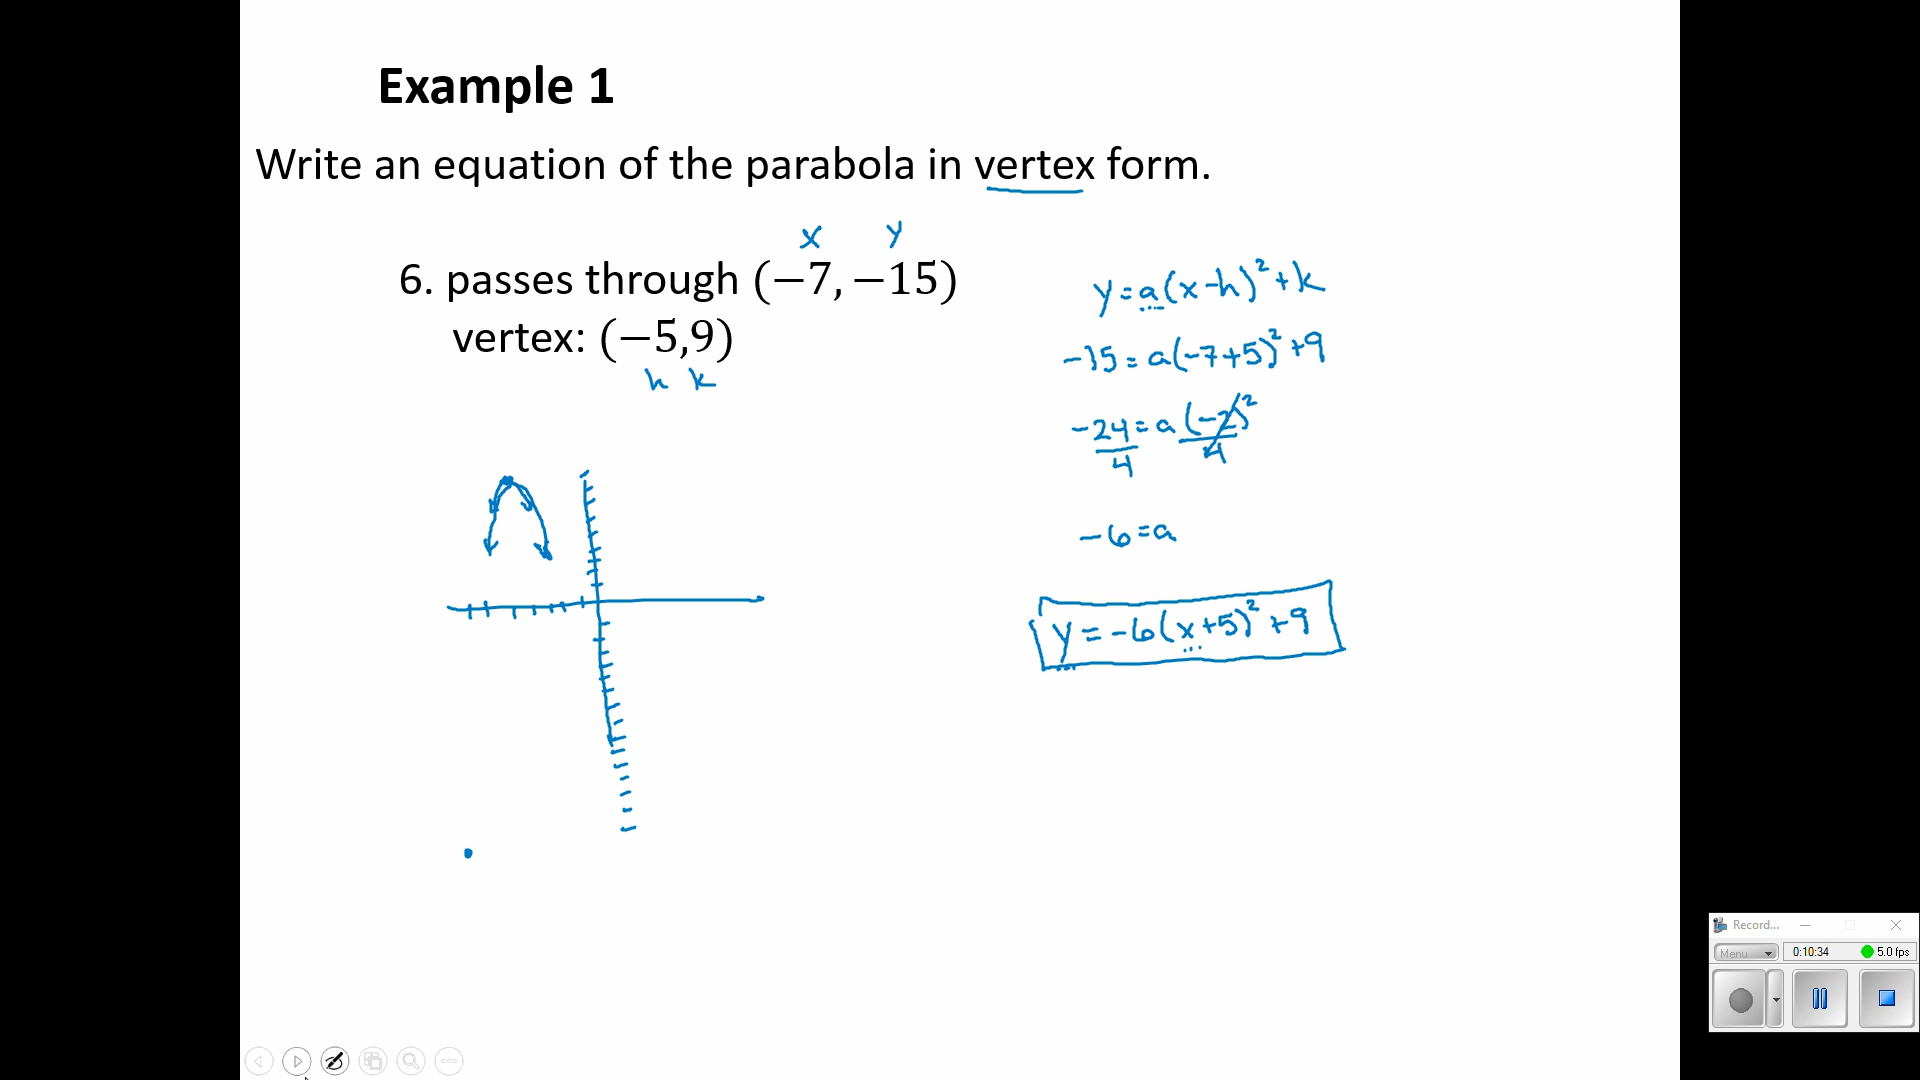 Example 1
Write an equation of the parabola in vertex form.
x y
6. passes through (−7, −15)
vertex: (−5,9)
h k
y = a(x-h)² + k
-15 = a(-7+5)² + 9
-24/4 = a(-2)²/4
-6 = a
y = -6(x+5)² + 9
Record...
Menu 0:10:34 5.0 fps